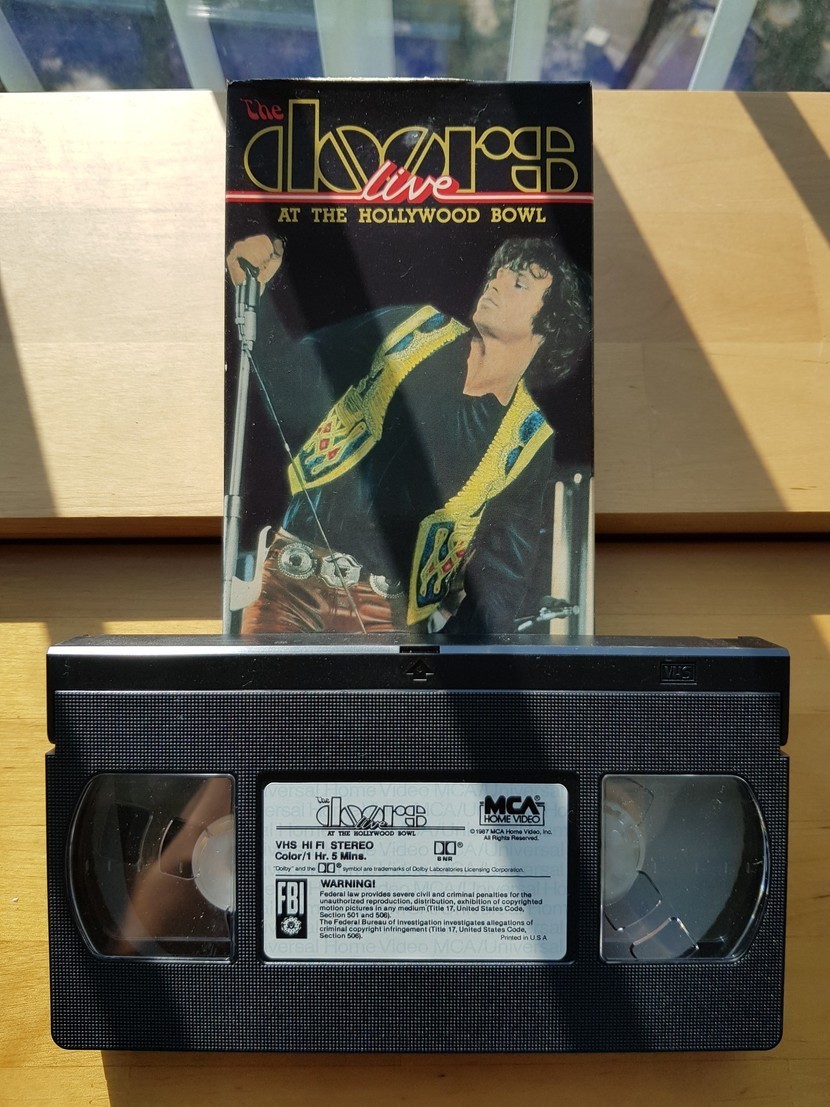 The
doors
live
AT THE HOLLYWOOD BOWL
VHS
The
doors
live
AT THE HOLLYWOOD BOWL
MCA®
HOME VIDEO
©1987 MCA Home Video, Inc.
All Rights Reserved.
VHS HI FI STEREO
Color/1 Hr. 5 Mins.
®
B NR
"Dolby" and the ® symbol are trademarks of Dolby Laboratories Licensing Corporation.
FBI
WARNING!
Federal law provides severe civil and criminal penalties for the
unauthorized reproduction, distribution, exhibition of copyrighted
motion pictures in any medium (Title 17, United States Code,
Section 501 and 506).
The Federal Bureau of Investigation investigates allegations of
criminal copyright infringement (Title 17, United States Code,
Section 506).
Printed in U.S.A